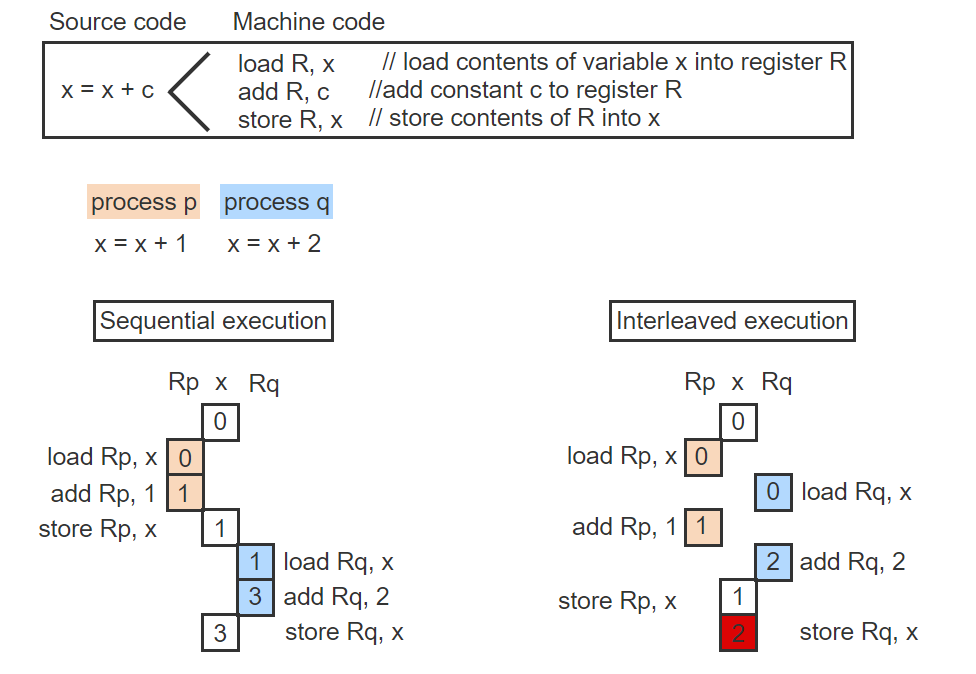 Source code Machine code
load R, x // load contents of variable x into register R
x = x + c add R, c //add constant c to register R
store R, x // store contents of R into x
process p process q
x = x + 1 x = x + 2
Sequential execution Interleaved execution
Rp x Rq Rp x Rq
0 0
load Rp, x 0 load Rp, x 0
add Rp, 1 1 0 load Rq, x
store Rp, x 1 add Rp, 1 1
1 load Rq, x 2 add Rq, 2
3 add Rq, 2 store Rp, x 1
3 store Rq, x 2 store Rq, x